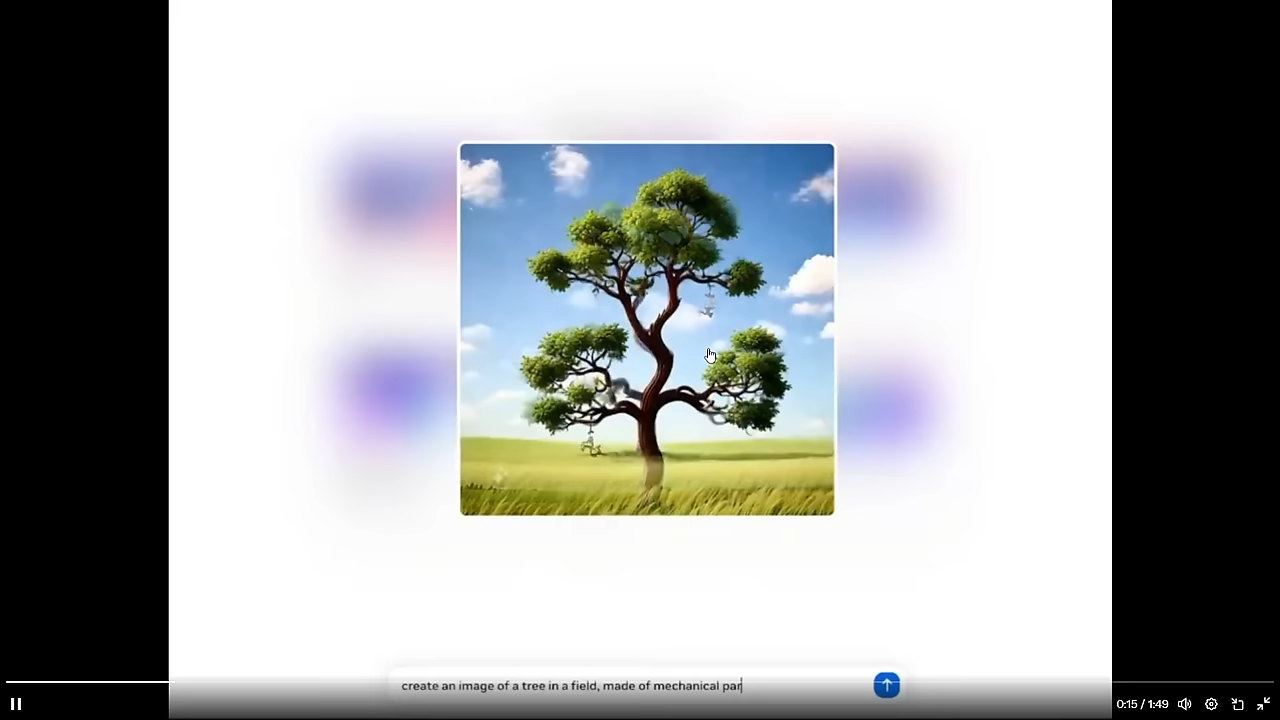 create an image of a tree in a field, made of mechanical par
0:15 / 1:49